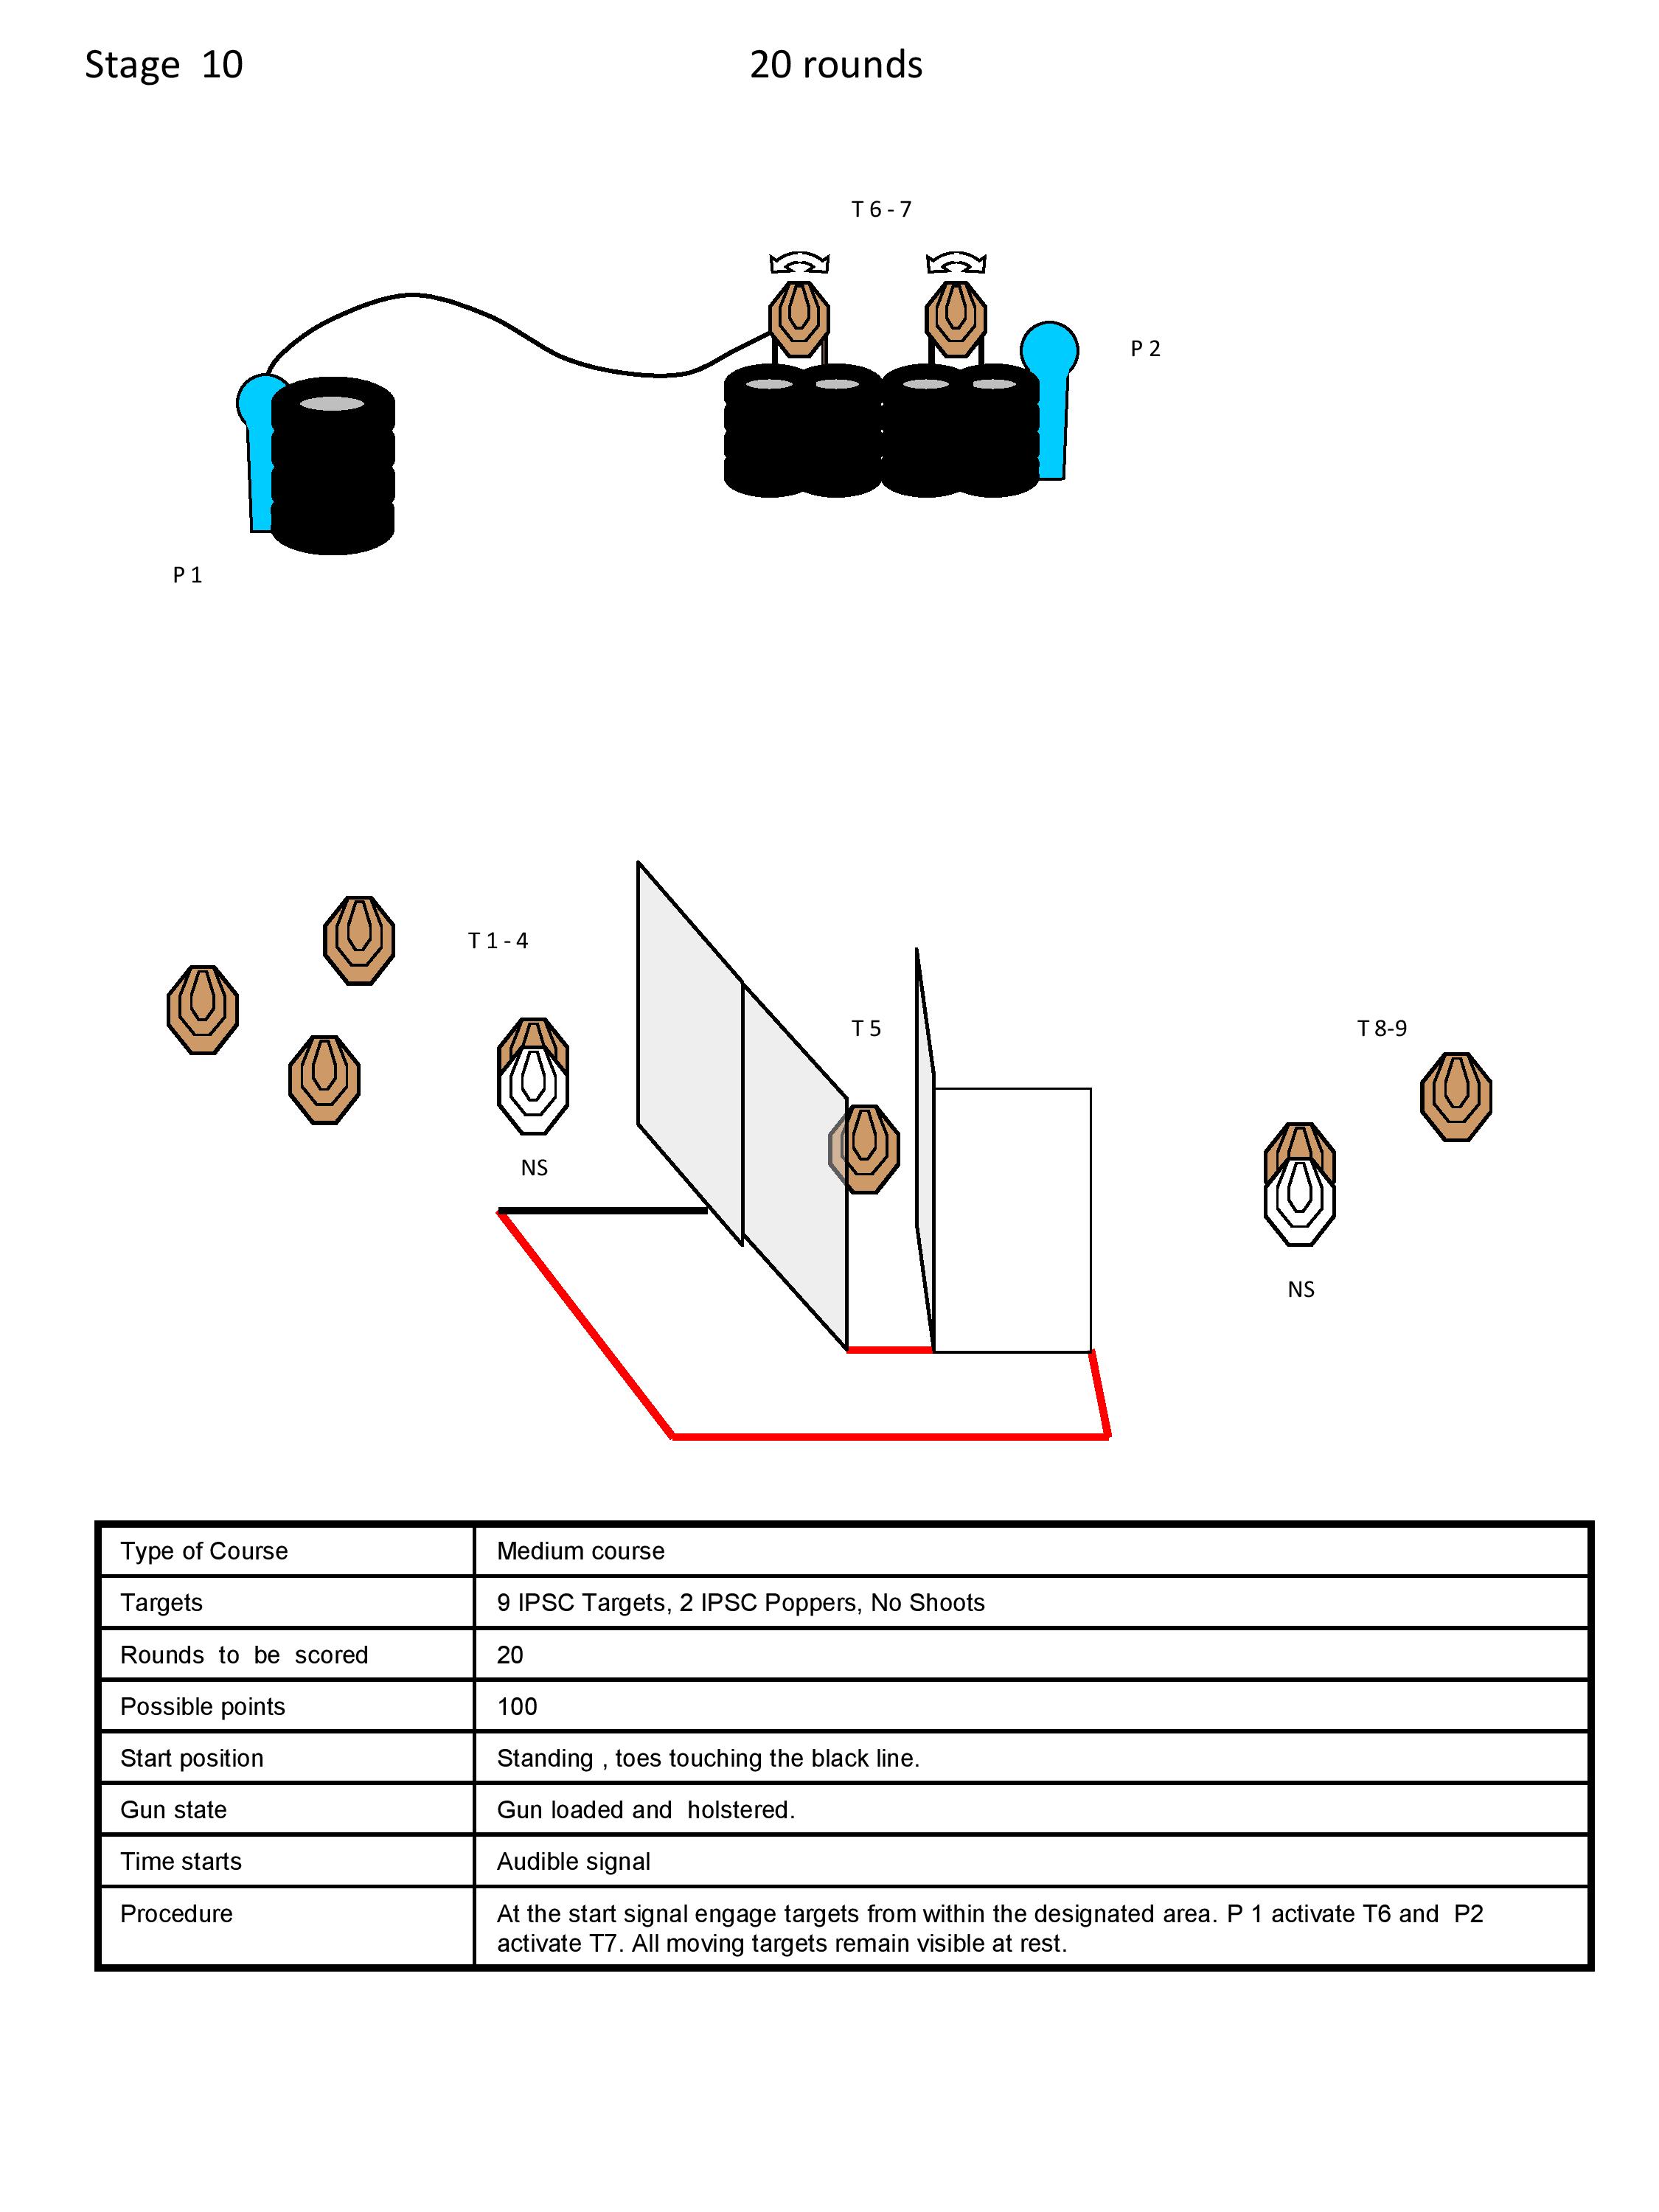 Stage  10
20 rounds
T 6 - 7
P 2
P 1
T 1 - 4
T 5
T 8-9
NS
NS
Type of Course
Medium course
Targets
9 IPSC Targets, 2 IPSC Poppers, No Shoots
Rounds  to  be  scored
20
Possible points
100
Start position
Standing , toes touching the black line.
Gun state
Gun loaded and  holstered.
Time starts
Audible signal
Procedure
At the start signal engage targets from within the designated area. P 1 activate T6 and  P2
activate T7. All moving targets remain visible at rest.